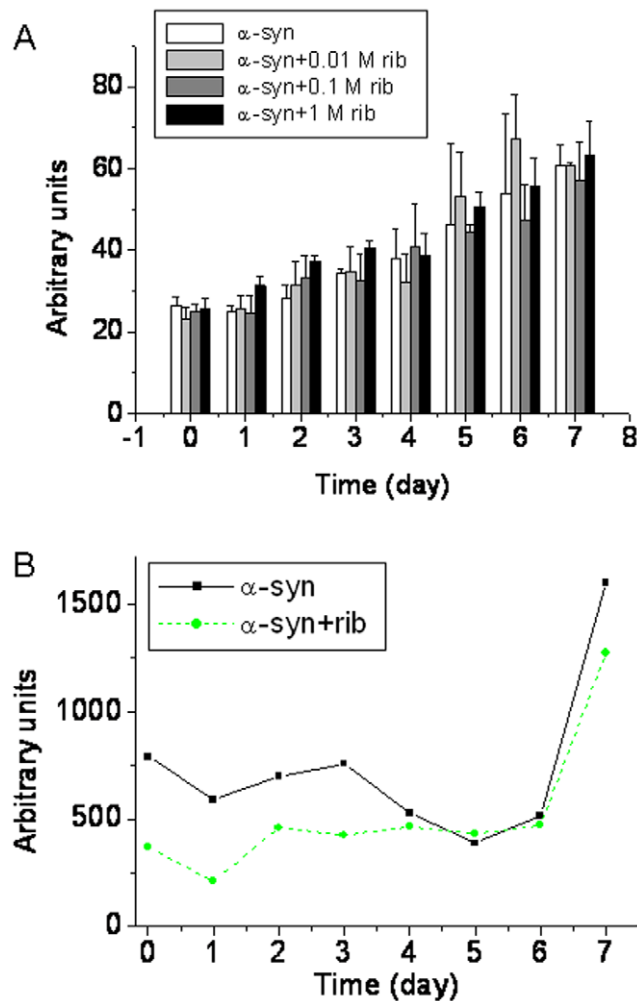 A
α-syn
α-syn+0.01 M rib
α-syn+0.1 M rib
α-syn+1 M rib
Arbitrary units
80
60
40
20
0
-1 0 1 2 3 4 5 6 7 8
Time (day)
B
α-syn
α-syn+rib
Arbitrary units
1500
1000
500
0
0 1 2 3 4 5 6 7
Time (day)